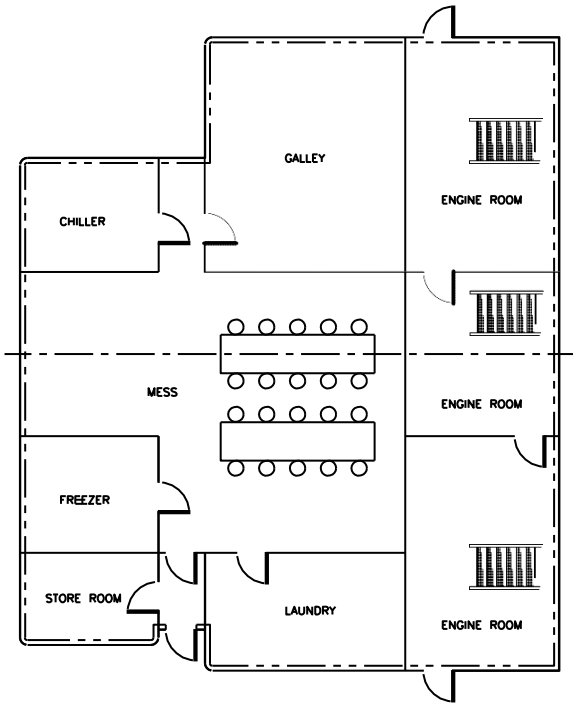 GALLEY
ENGINE ROOM
CHILLER
MESS
ENGINE ROOM
FREEZER
STORE ROOM
LAUNDRY
ENGINE ROOM